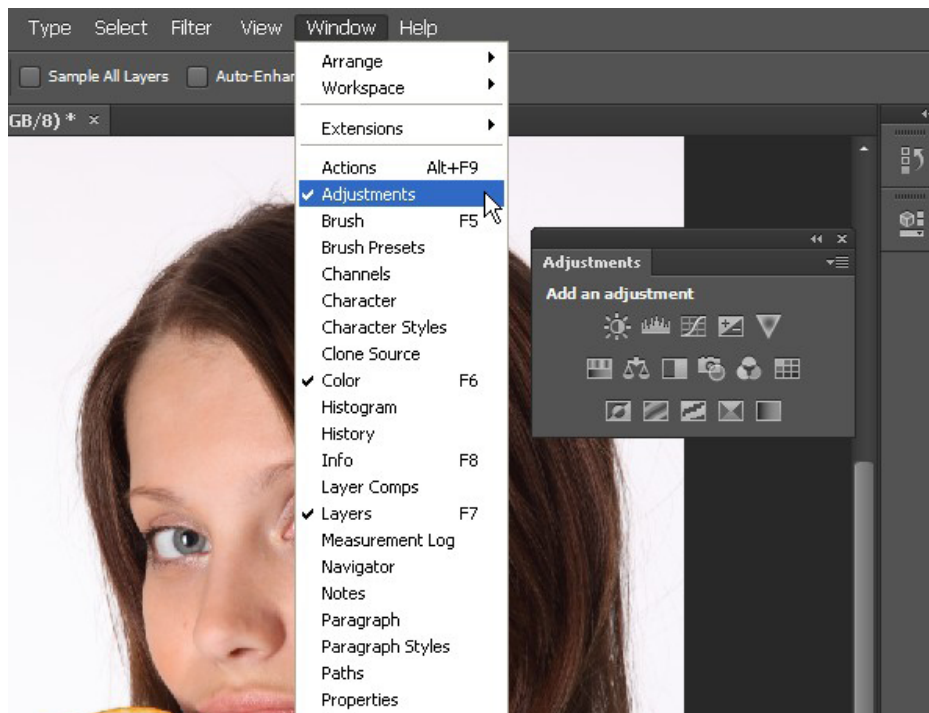 Type Select Filter View Window Help
Sample All Layers Auto-Enhan
GB/8) * ×
Arrange
Workspace
Extensions
Actions Alt+F9
Adjustments
Brush F5
Brush Presets
Channels
Character
Character Styles
Clone Source
Color F6
Histogram
History
Info F8
Layer Comps
Layers F7
Measurement Log
Navigator
Notes
Paragraph
Paragraph Styles
Paths
Properties
Adjustments
Add an adjustment